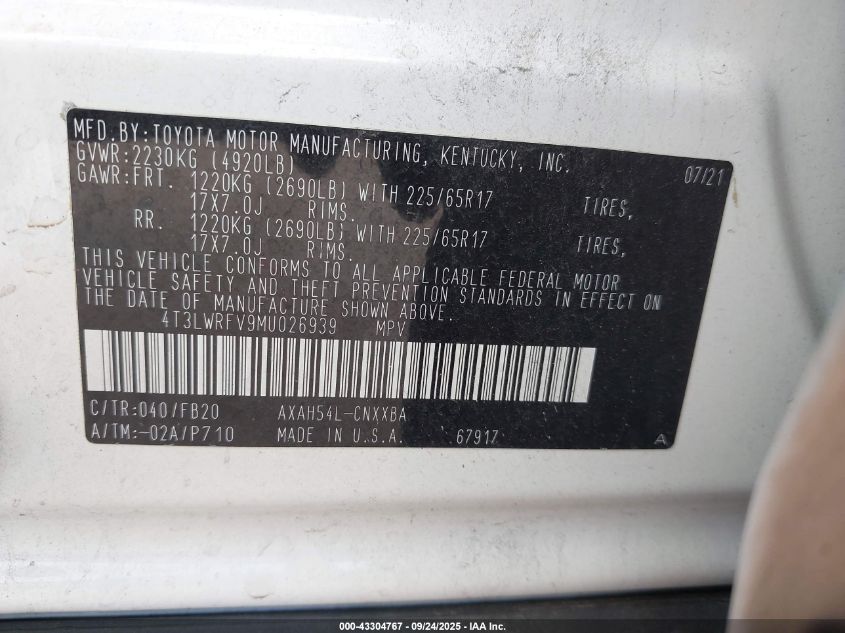 MFD.BY:TOYOTA MOTOR MANUFACTURING, KENTUCKY, INC. 07/21
GVWR:2230KG (4920LB)
GAWR:FRT. 1220KG (2690LB) WITH 225/65R17 TIRES,
17X7.0J RIMS.
RR. 1220KG (2690LB) WITH 225/65R17 TIRES,
17X7.0J RIMS.
THIS VEHICLE CONFORMS TO ALL APPLICABLE FEDERAL MOTOR
VEHICLE SAFETY AND THEFT PREVENTION STANDARDS IN EFFECT ON
THE DATE OF MANUFACTURE SHOWN ABOVE.
4T3LWRFV9MU026939 MPV
C/TR:040/FB20 AXAH54L-CNXXBA
A/TM:-02A/P710 MADE IN U.S.A. 67917 A
000-43304767 - 09/24/2025 - IAA Inc.